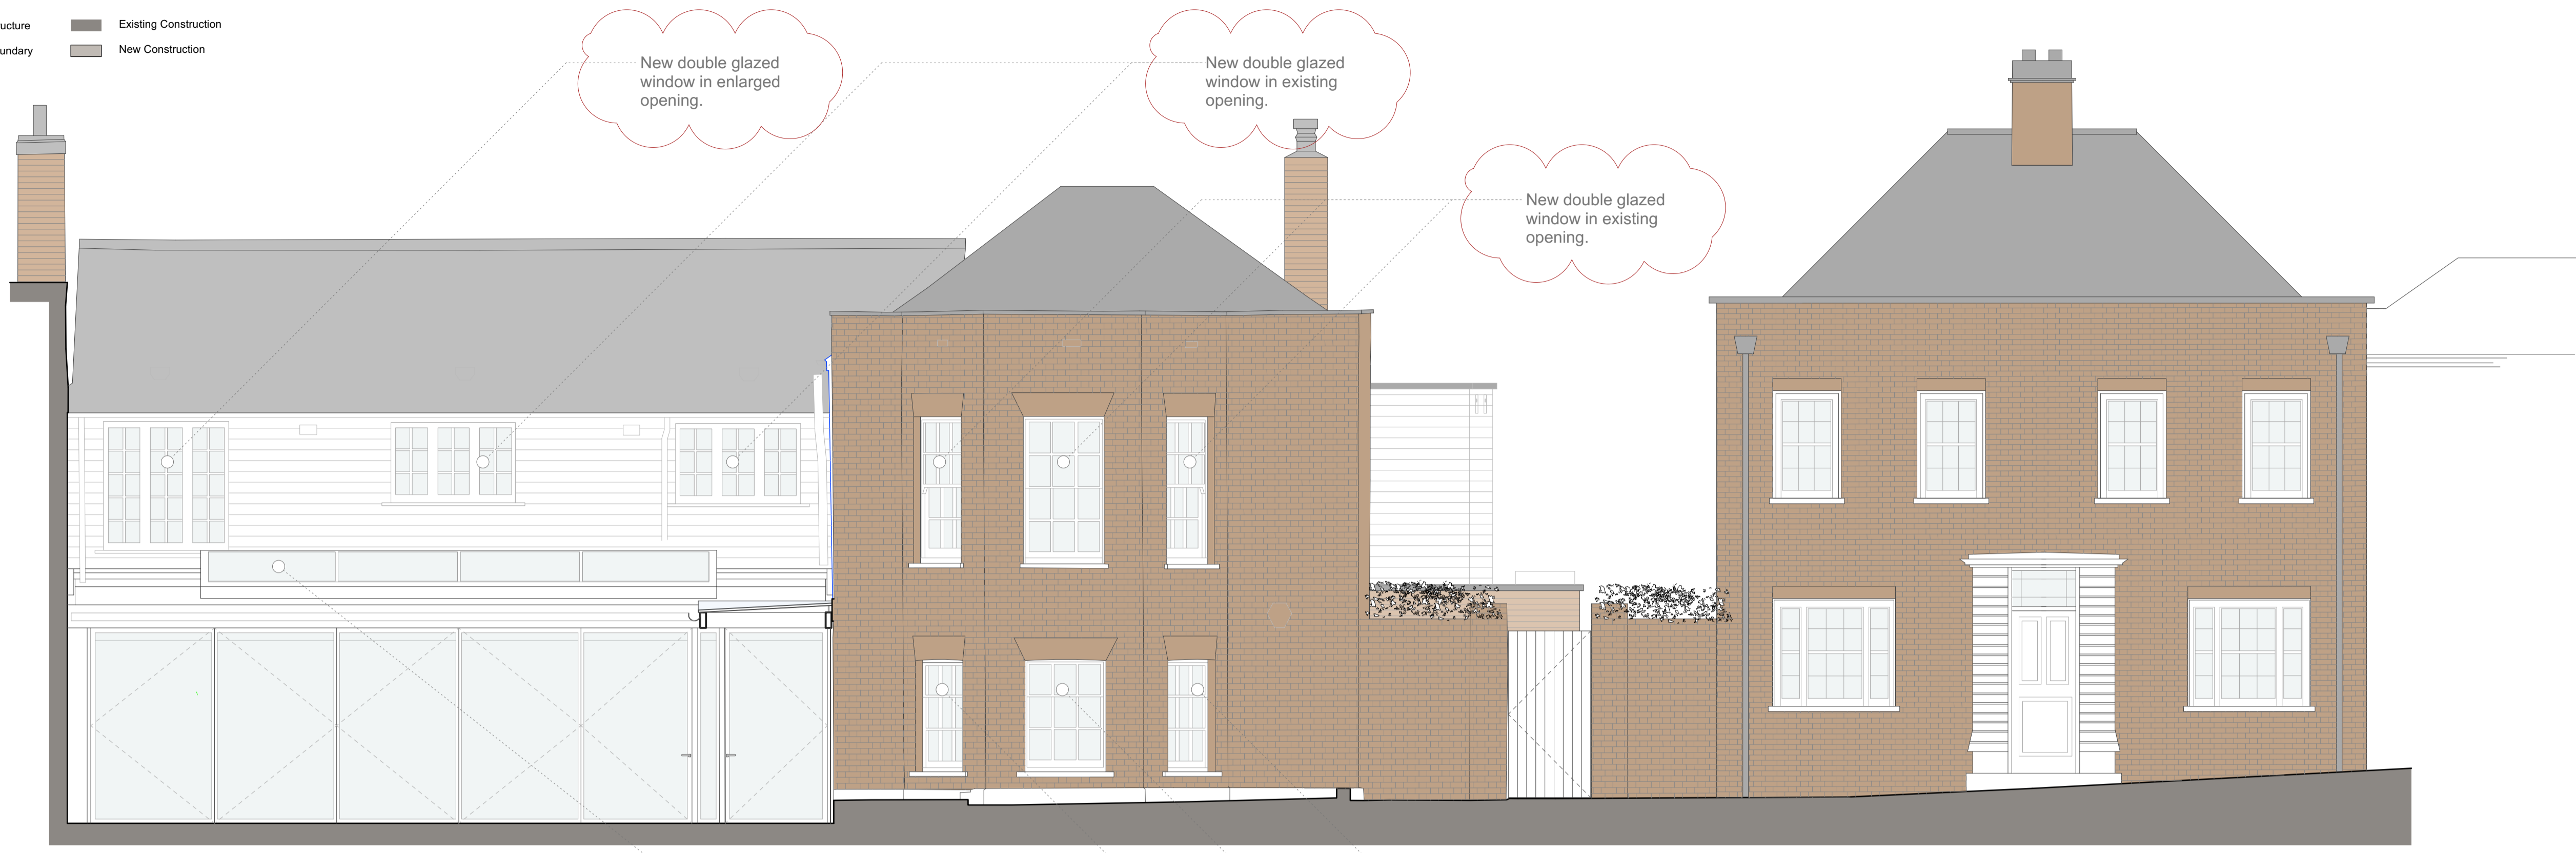 ucture
Existing Construction
undary
New Construction
New double glazed
window in enlarged
opening.
New double glazed
window in existing
opening.
New double glazed
window in existing
opening.